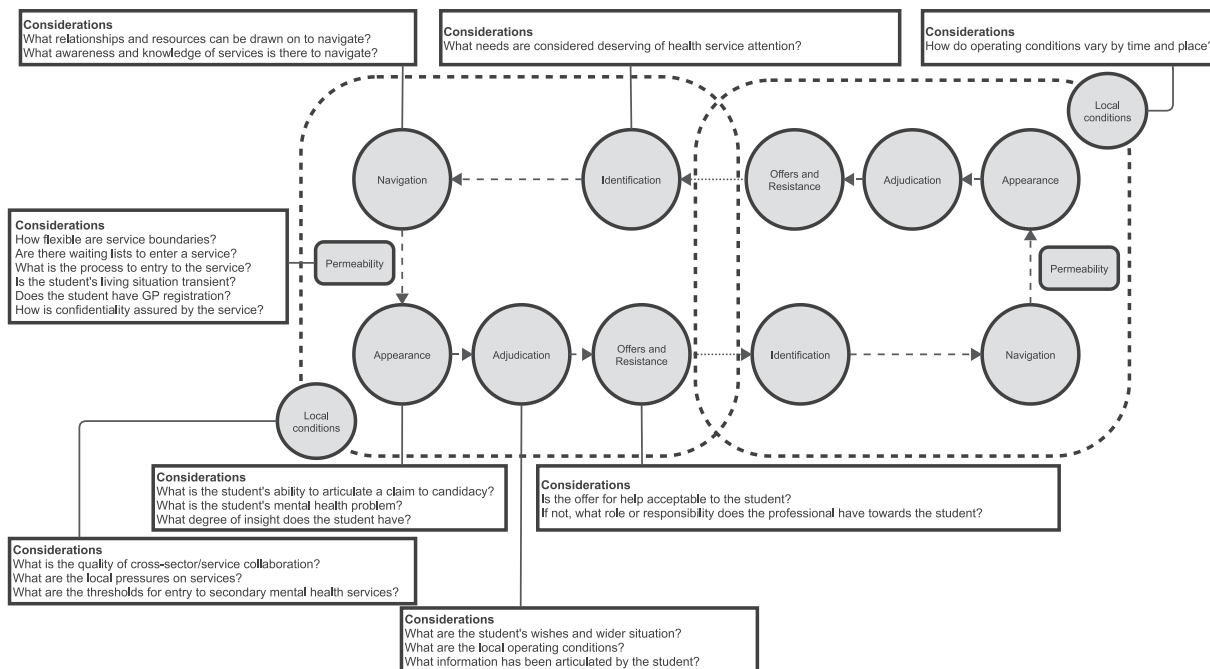 Considerations
What relationships and resources can be drawn on to navigate?
What awareness and knowledge of services is there to navigate?
Considerations
What needs are considered deserving of health service attention?
Considerations
How do operating conditions vary by time and place?
Local
conditions
Navigation
Identification
Offers and
Resistance
Adjudication
Appearance
Considerations
How flexible are service boundaries?
Are there waiting lists to enter a service?
What is the process to entry to the service?
Is the student's living situation transient?
Does the student have GP registration?
How is confidentiality assured by the service?
Permeability
Permeability
Appearance
Adjudication
Offers and
Resistance
Identification
Navigation
Local
conditions
Considerations
What is the student's ability to articulate a claim to candidacy?
What is the student's mental health problem?
What degree of insight does the student have?
Considerations
Is the offer for help acceptable to the student?
If not, what role or responsibility does the professional have towards the student?
Considerations
What is the quality of cross-sector/service collaboration?
What are the local pressures on services?
What are the thresholds for entry to secondary mental health services?
Considerations
What are the student's wishes and wider situation?
What are the local operating conditions?
What information has been articulated by the student?